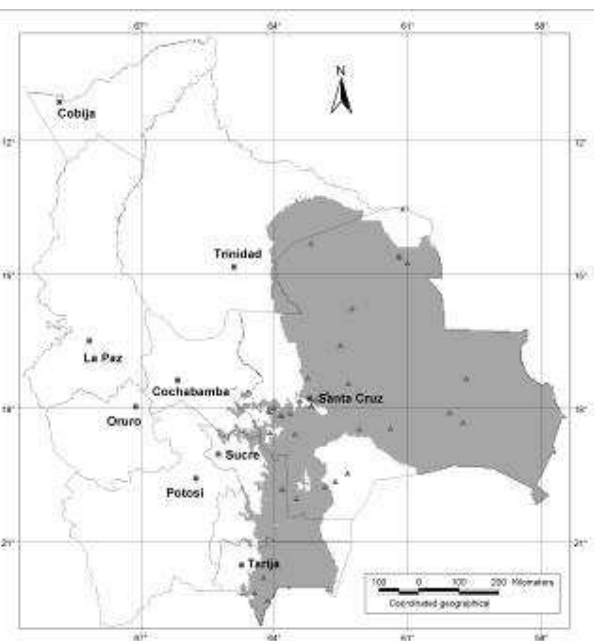 67° 64° 61° 58°
N
Cobija
12° 12°
Trinidad
15° 15°
La Paz
Cochabamba
Santa Cruz
18° 18°
Oruro
Sucre
Potosí
21° 21°
Tarija
100 0 100 200 Kilometers
Coordinated geographical
67° 64° 61° 58°